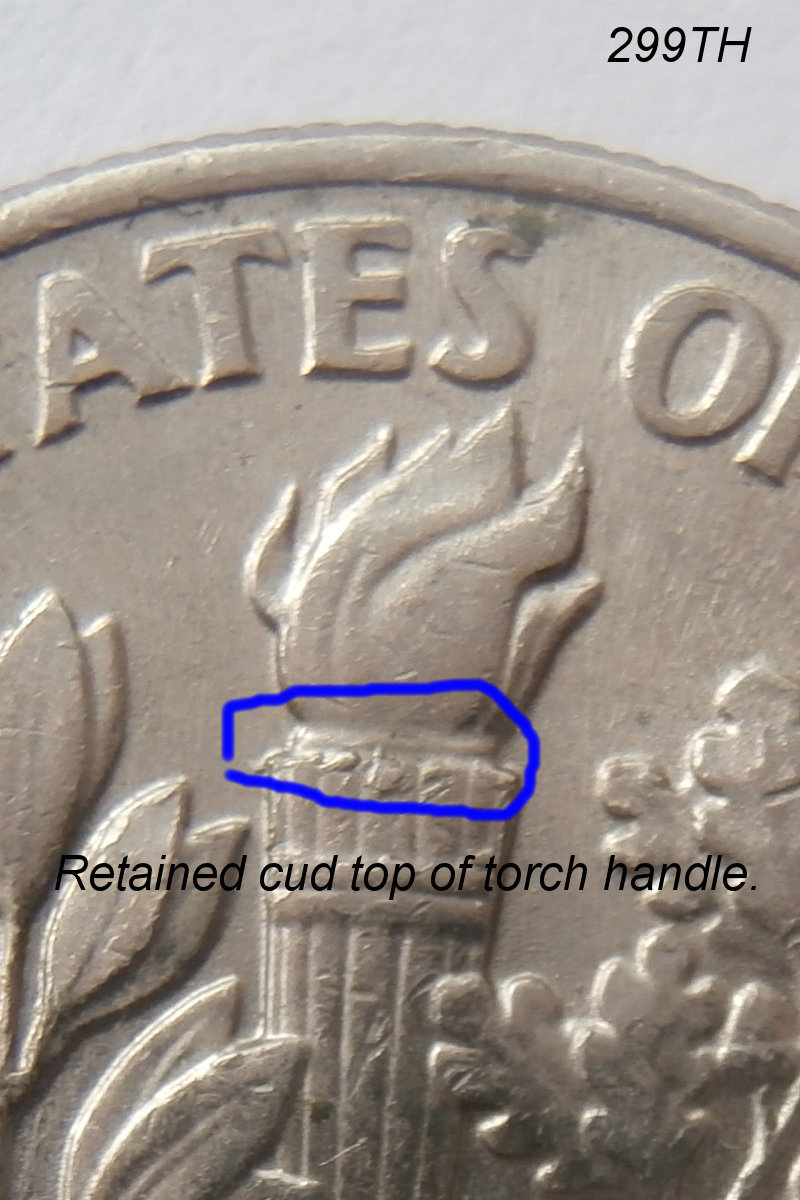 299TH
ATES O
Retained cud top of torch handle.